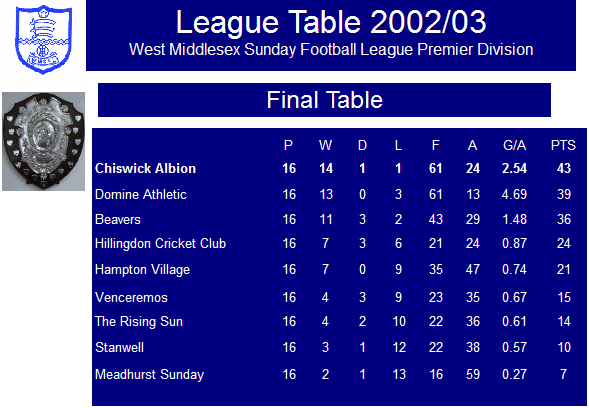 League Table 2002/03
West Middlesex Sunday Football League Premier Division
Final Table
P W D L F A G/A PTS
Chiswick Albion 16 14 1 1 61 24 2.54 43
Domine Athletic 16 13 0 3 61 13 4.69 39
Beavers 16 11 3 2 43 29 1.48 36
Hillingdon Cricket Club 16 7 3 6 21 24 0.87 24
Hampton Village 16 7 0 9 35 47 0.74 21
Venceremos 16 4 3 9 23 35 0.67 15
The Rising Sun 16 4 2 10 22 36 0.61 14
Stanwell 16 3 1 12 22 38 0.57 10
Meadhurst Sunday 16 2 1 13 16 59 0.27 7